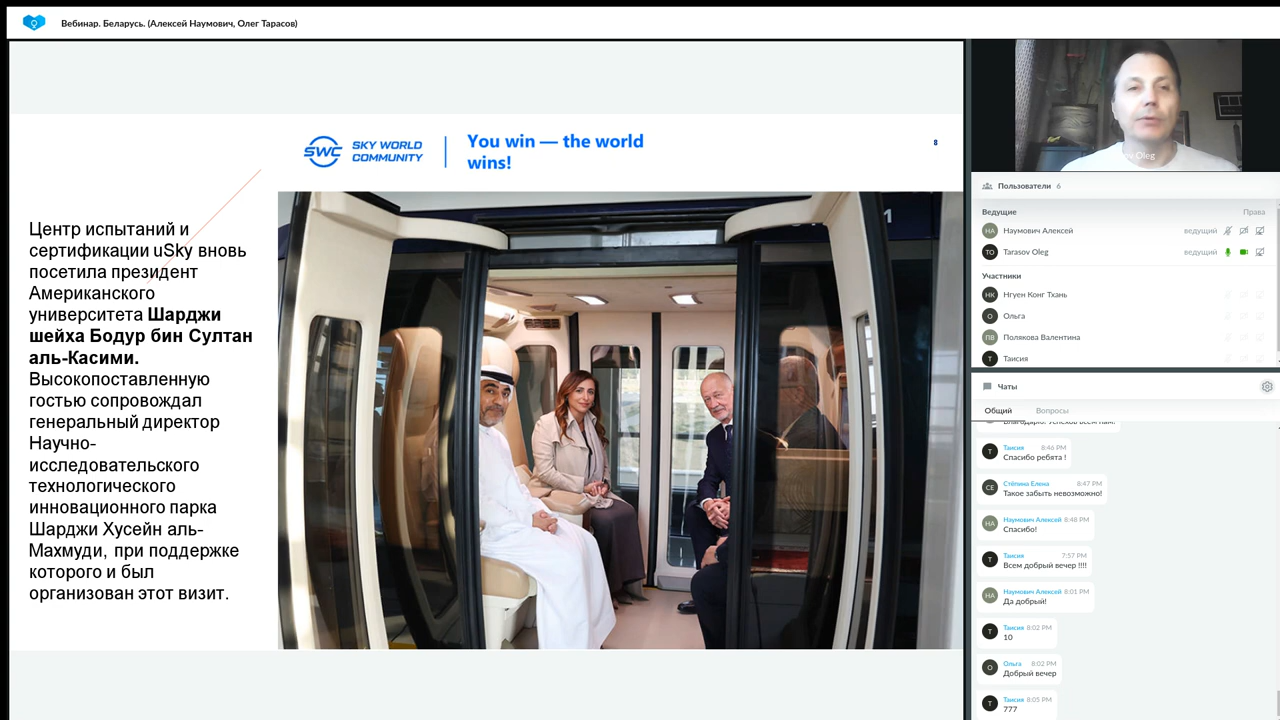 Вебинар. Беларусь. (Алексей Наумович, Олег Тарасов)
SWC
SKY WORLD
COMMUNITY
You win — the world
wins!
8
Центр испытаний и
сертификации uSky вновь
посетила президент
Американского
университета Шарджи
шейха Бодур бин Султан
аль-Касими.
Высокопоставленную
гостью сопровождал
генеральный директор
Научно-
исследовательского
технологического
инновационного парка
Шарджи Хусейн аль-
Махмуди, при поддержке
которого и был
организован этот визит.
1
Oleg
Пользователи 6
Ведущие Права
НА Наумович Алексей ведущий
TO Tarasov Oleg ведущий
Участники
НК Нгуен Конг Тхань
О Ольга
ПВ Полякова Валентина
Т Таисия
Чаты
Общий Вопросы
Благодарю! Успехов всем нам!
Т Таисия 8:46 PM
Спасибо ребята !
СЕ Стёпина Елена 8:47 PM
Такое забыть невозможно!
НА Наумович Алексей 8:48 PM
Спасибо!
Т Таисия 7:57 PM
Всем добрый вечер !!!!
НА Наумович Алексей 8:01 PM
Да добрый!
Т Таисия 8:02 PM
10
О Ольга 8:02 PM
Добрый вечер
Т Таисия 8:05 PM
777